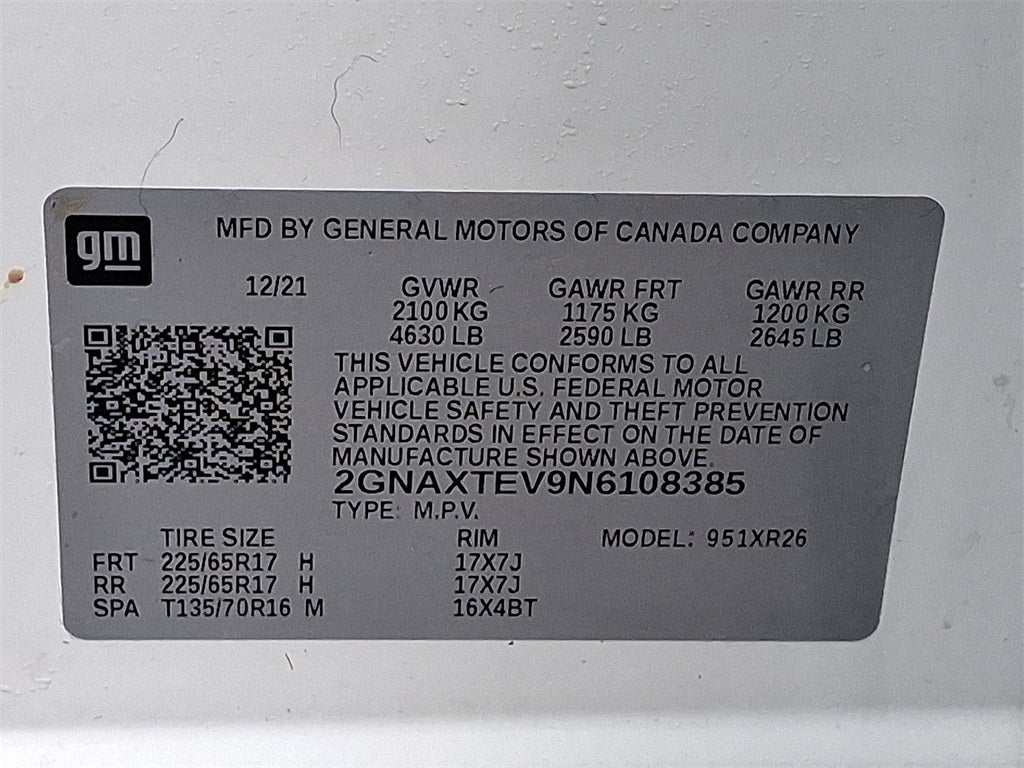 gm
MFD BY GENERAL MOTORS OF CANADA COMPANY
12/21 GVWR GAWR FRT GAWR RR
2100 KG 1175 KG 1200 KG
4630 LB 2590 LB 2645 LB
THIS VEHICLE CONFORMS TO ALL
APPLICABLE U.S. FEDERAL MOTOR
VEHICLE SAFETY AND THEFT PREVENTION
STANDARDS IN EFFECT ON THE DATE OF
MANUFACTURE SHOWN ABOVE.
2GNAXTEV9N6108385
TYPE: M.P.V.
TIRE SIZE RIM MODEL: 951XR26
FRT 225/65R17 H 17X7J
RR 225/65R17 H 17X7J
SPA T135/70R16 M 16X4BT